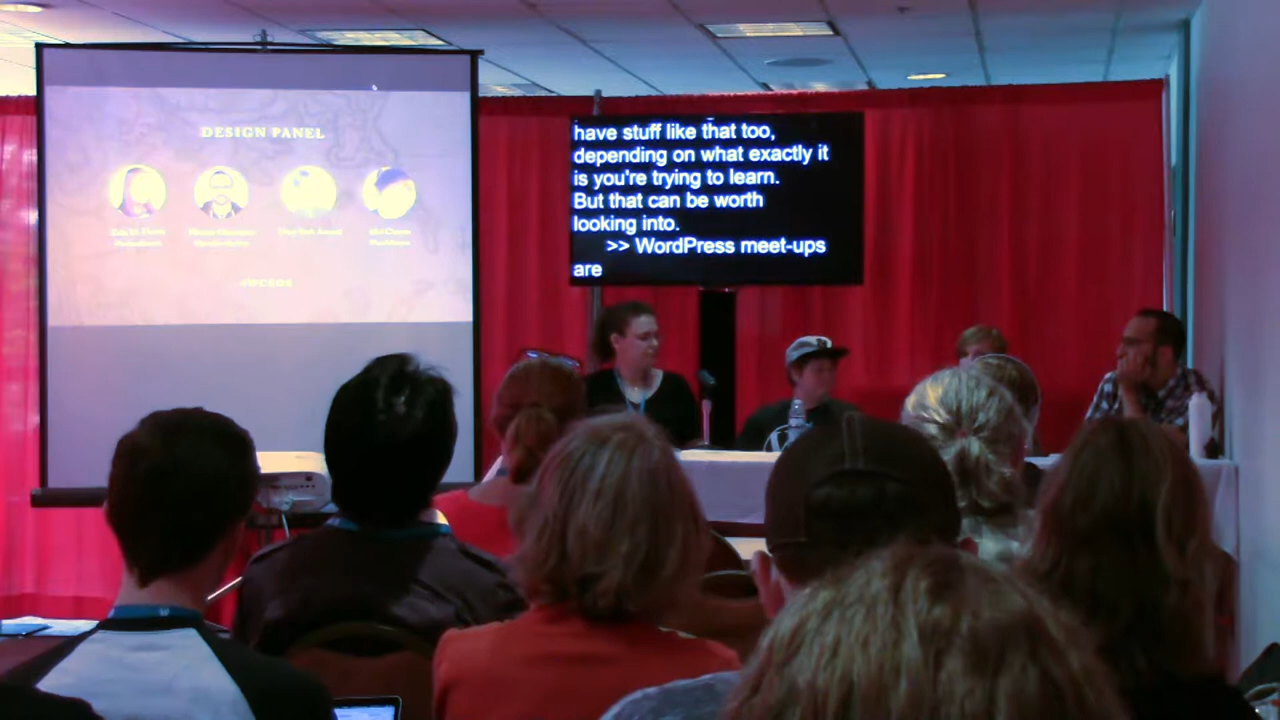 DESIGN PANEL
have stuff like that too,
depending on what exactly it
is you're trying to learn.
But that can be worth
looking into.
>> WordPress meet-ups
are